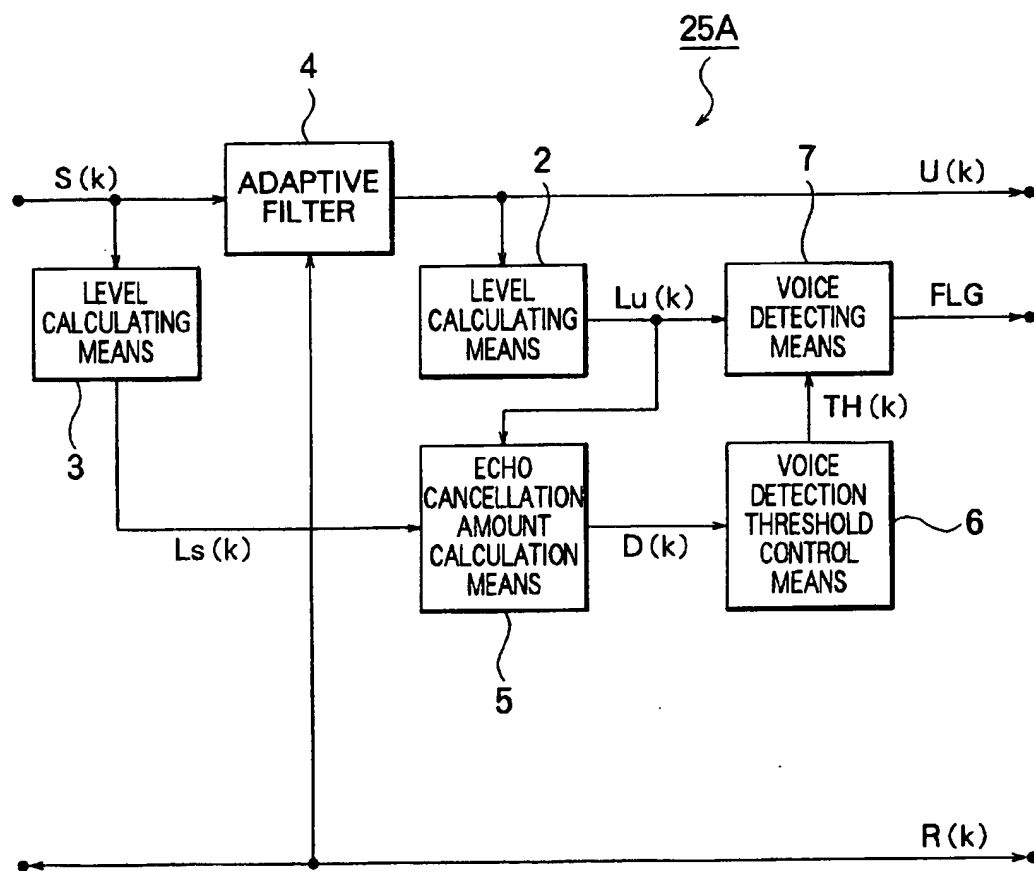 25A
4
S(k)
ADAPTIVE
FILTER
2
7
U(k)
LEVEL
CALCULATING
MEANS
LEVEL
CALCULATING
MEANS
Lu(k)
VOICE
DETECTING
MEANS
FLG
3
TH(k)
Ls(k)
ECHO
CANCELLATION
AMOUNT
CALCULATION
MEANS
D(k)
VOICE
DETECTION
THRESHOLD
CONTROL
MEANS
6
5
R(k)